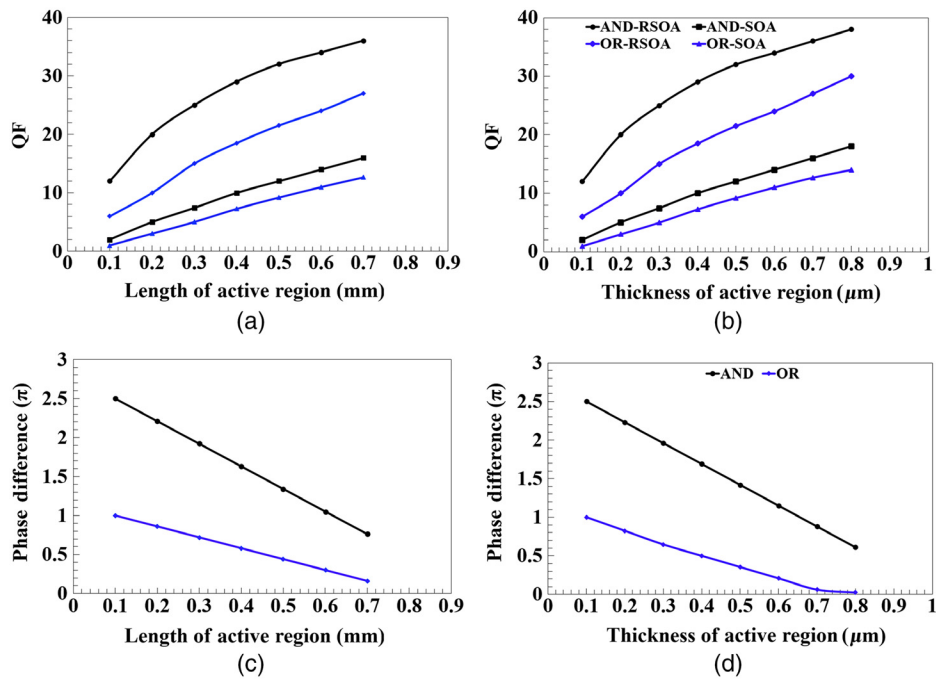 40
30
20
10
0
QF
0 0.1 0.2 0.3 0.4 0.5 0.6 0.7 0.8 0.9
Length of active region (mm)
(a)
AND-RSOA AND-SOA
OR-RSOA OR-SOA
40
30
20
10
0
QF
0 0.1 0.2 0.3 0.4 0.5 0.6 0.7 0.8 0.9 1
Thickness of active region (μm)
(b)
3
2.5
2
1.5
1
0.5
0
Phase difference (π)
0 0.1 0.2 0.3 0.4 0.5 0.6 0.7 0.8 0.9
Length of active region (mm)
(c)
AND OR
3
2.5
2
1.5
1
0.5
0
Phase difference (π)
0 0.1 0.2 0.3 0.4 0.5 0.6 0.7 0.8 0.9 1
Thickness of active region (μm)
(d)